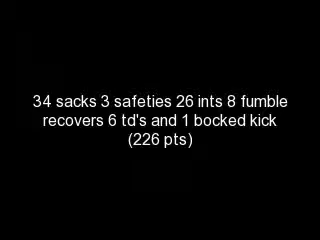 34 sacks 3 safeties 26 ints 8 fumble
recovers 6 td's and 1 bocked kick
(226 pts)